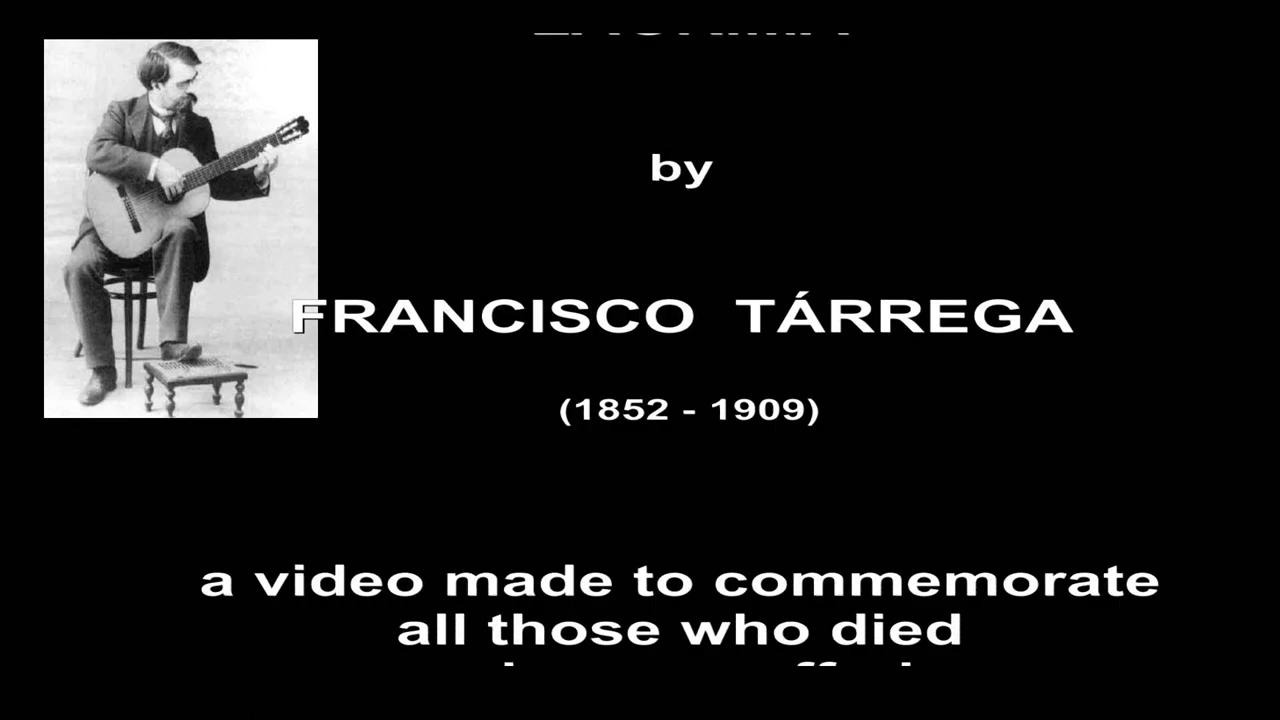 by
FRANCISCO TÁRREGA
(1852 - 1909)
a video made to commemorate
all those who died